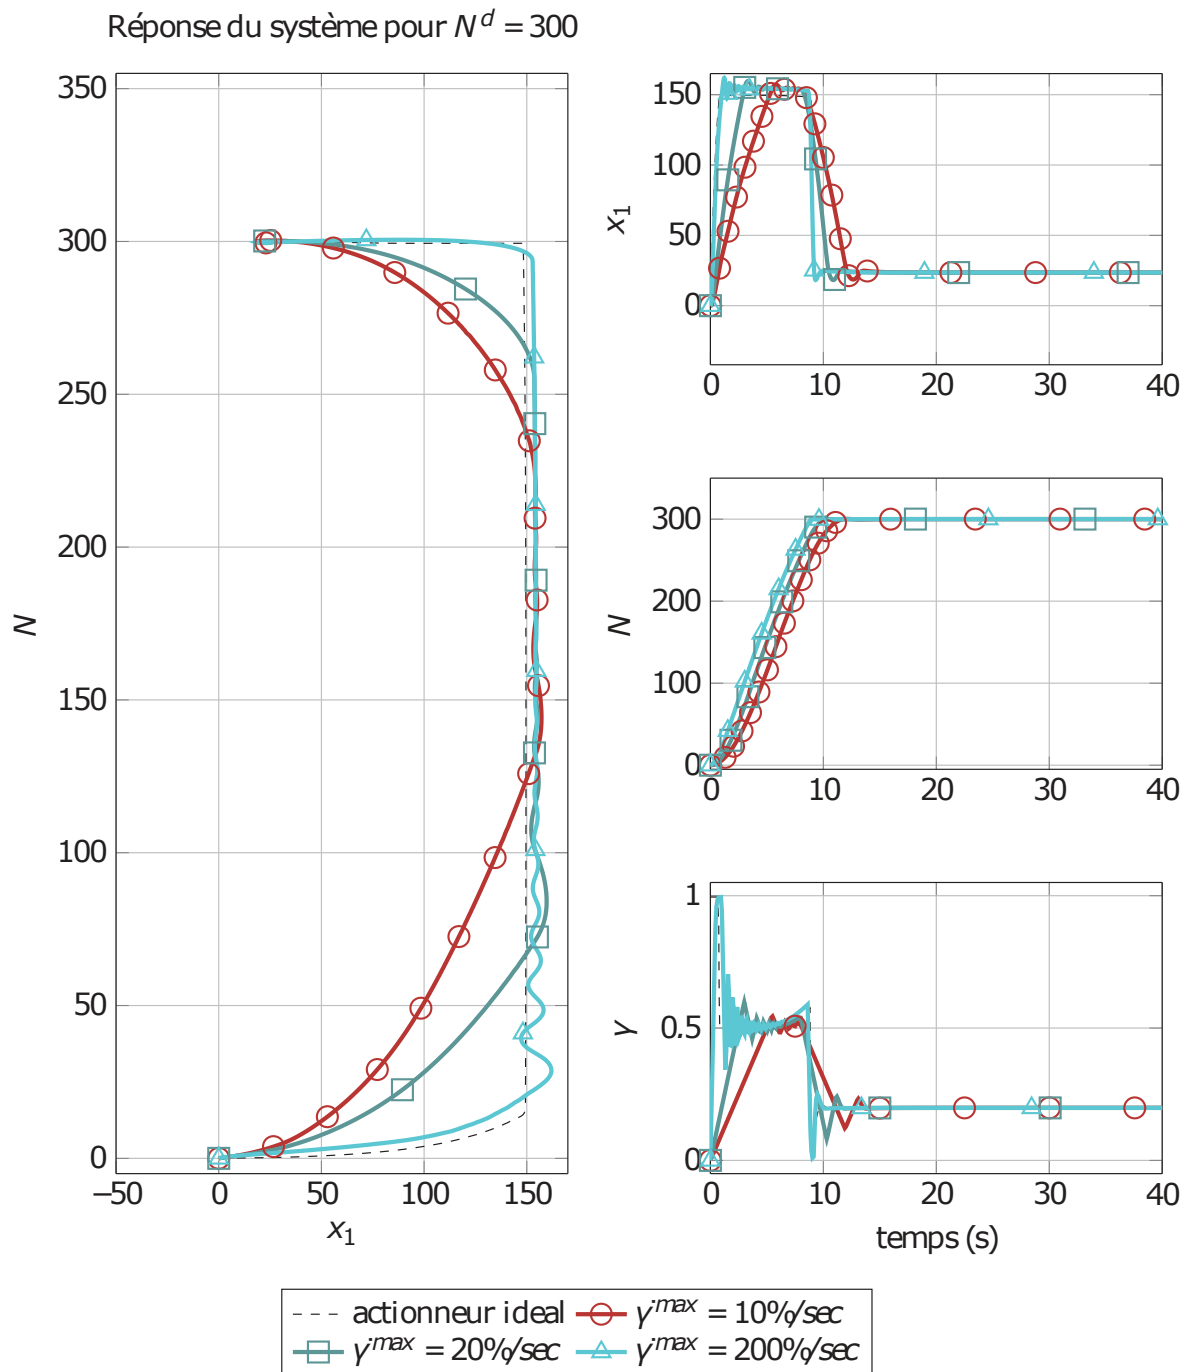 Réponse du système pour N^d = 300
350
300
250
200
150
100
50
0
N
−50 0 50 100 150
x₁
150
100
50
0
x₁
0 10 20 30 40
300
200
100
0
N
0 10 20 30 40
1
0.5
0
γ
0 10 20 30 40
temps (s)
actionneur ideal
γ̇^max = 10%/sec
γ̇^max = 20%/sec
γ̇^max = 200%/sec